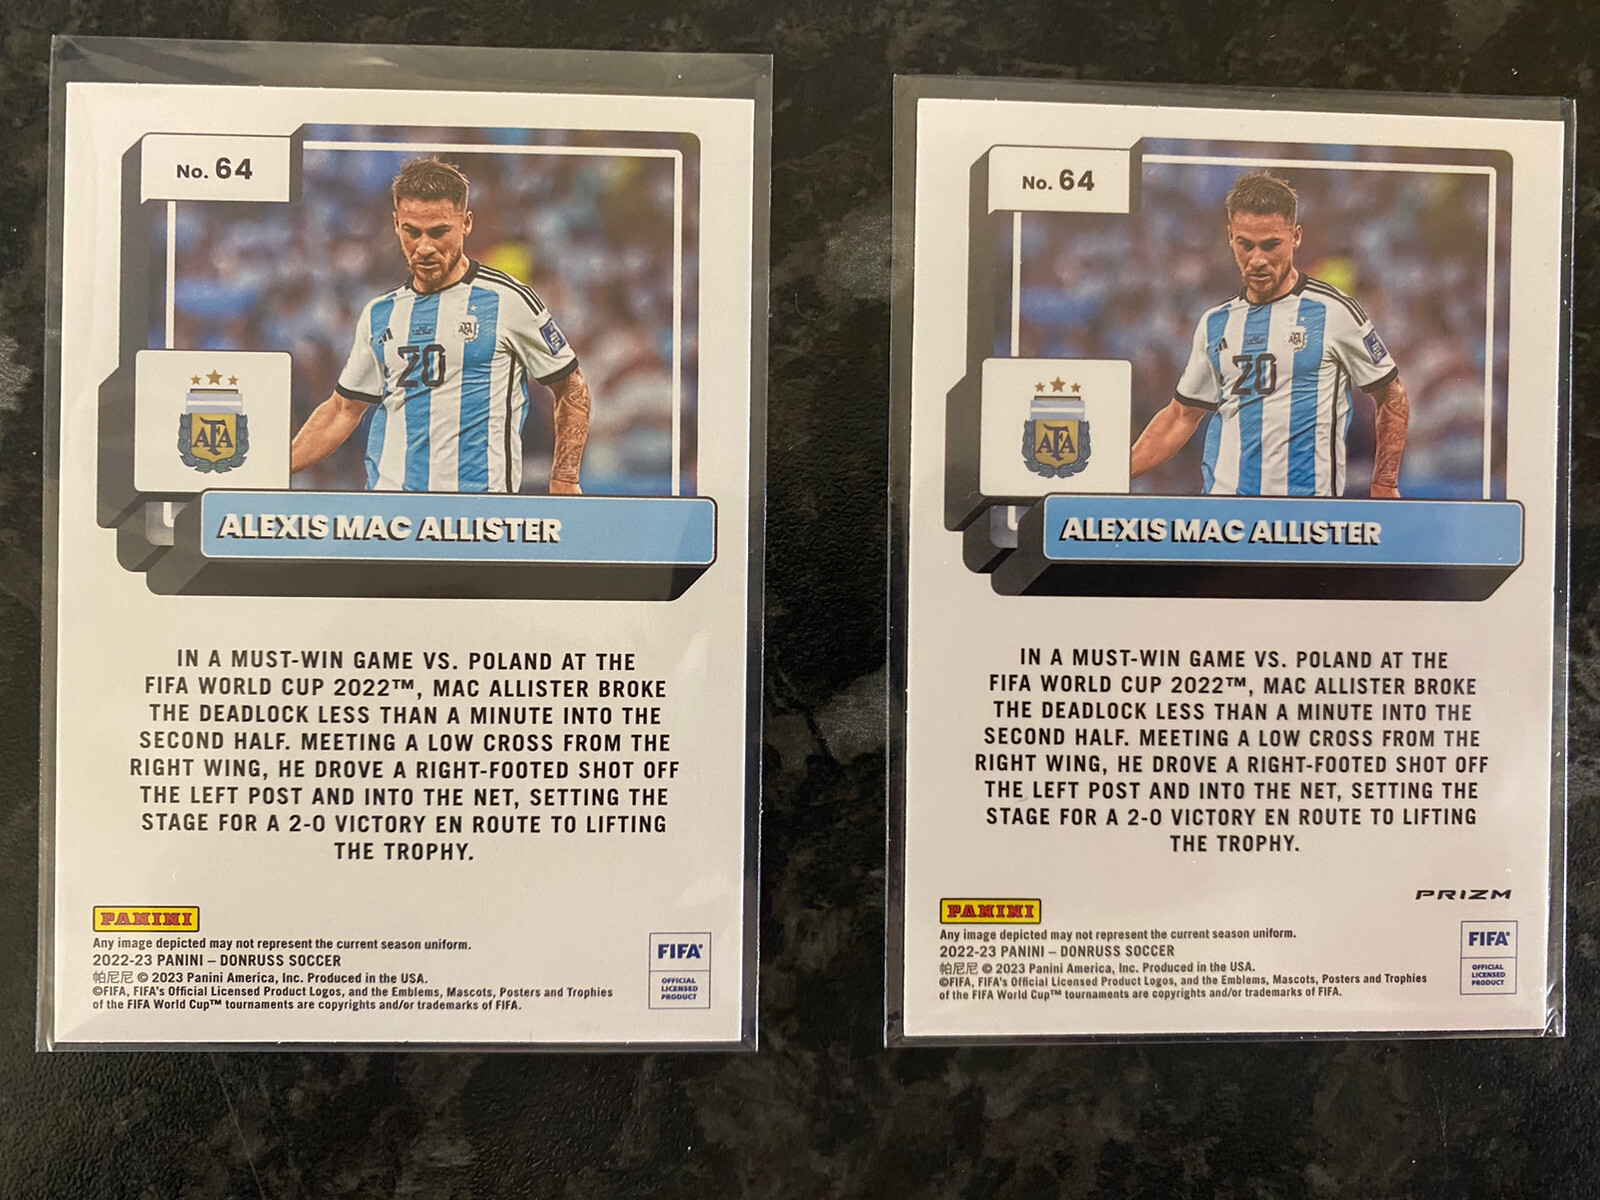 No. 64
20
AFA
ALEXIS MAC ALLISTER
IN A MUST-WIN GAME VS. POLAND AT THE
FIFA WORLD CUP 2022™, MAC ALLISTER BROKE
THE DEADLOCK LESS THAN A MINUTE INTO THE
SECOND HALF. MEETING A LOW CROSS FROM THE
RIGHT WING, HE DROVE A RIGHT-FOOTED SHOT OFF
THE LEFT POST AND INTO THE NET, SETTING THE
STAGE FOR A 2-0 VICTORY EN ROUTE TO LIFTING
THE TROPHY.
PANINI
Any image depicted may not represent the current season uniform.
2022-23 PANINI – DONRUSS SOCCER
帕尼尼 © 2023 Panini America, Inc. Produced in the USA.
©FIFA, FIFA's Official Licensed Product Logos, and the Emblems, Mascots, Posters and Trophies
of the FIFA World Cup™ tournaments are copyrights and/or trademarks of FIFA.
FIFA®
OFFICIAL
LICENSED
PRODUCT
No. 64
20
AFA
ALEXIS MAC ALLISTER
IN A MUST-WIN GAME VS. POLAND AT THE
FIFA WORLD CUP 2022™, MAC ALLISTER BROKE
THE DEADLOCK LESS THAN A MINUTE INTO THE
SECOND HALF. MEETING A LOW CROSS FROM THE
RIGHT WING, HE DROVE A RIGHT-FOOTED SHOT OFF
THE LEFT POST AND INTO THE NET, SETTING THE
STAGE FOR A 2-0 VICTORY EN ROUTE TO LIFTING
THE TROPHY.
PRIZM
PANINI
Any image depicted may not represent the current season uniform.
2022-23 PANINI – DONRUSS SOCCER
帕尼尼 © 2023 Panini America, Inc. Produced in the USA.
©FIFA, FIFA's Official Licensed Product Logos, and the Emblems, Mascots, Posters and Trophies
of the FIFA World Cup™ tournaments are copyrights and/or trademarks of FIFA.
FIFA®
OFFICIAL
LICENSED
PRODUCT